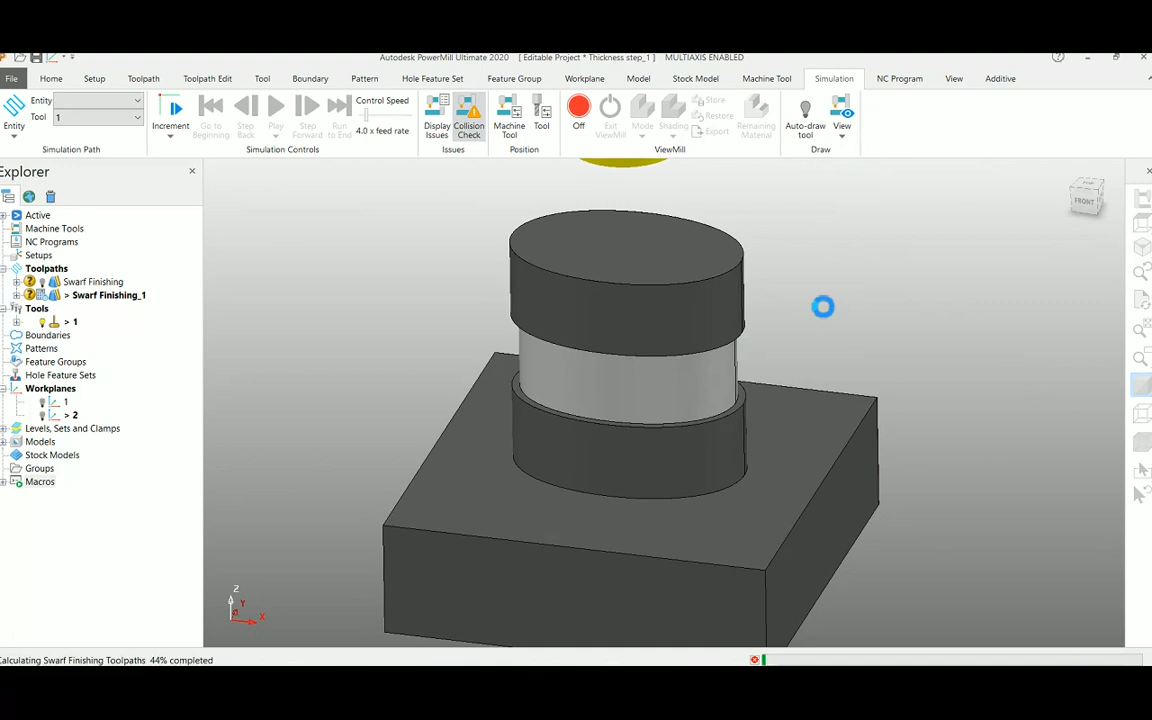 Autodesk PowerMill Ultimate 2020 [ Editable Project * Thickness step_1 ] MULTIAXIS ENABLED
File Home Setup Toolpath Toolpath Edit Tool Boundary Pattern Hole Feature Set Feature Group Workplane Model Stock Model Machine Tool Simulation NC Program View Additive
Entity
Entity
Tool 1
Simulation Path
Increment
Go to Beginning
Step Back
Play
Step Forward
Run to End
Control Speed
4.0 x feed rate
Simulation Controls
Display Issues
Collision Check
Issues
Machine Tool
Tool
Position
Off
Exit ViewMill
Mode
Shading
Store
Restore
Export
Remaining Material
ViewMill
Auto-draw tool
View
Draw
Explorer
Active
Machine Tools
NC Programs
Setups
Toolpaths
Swarf Finishing
> Swarf Finishing_1
Tools
> 1
Boundaries
Patterns
Feature Groups
Hole Feature Sets
Workplanes
1
> 2
Levels, Sets and Clamps
Models
Stock Models
Groups
Macros
FRONT
Z
Y
X
Calculating Swarf Finishing Toolpaths 44% completed